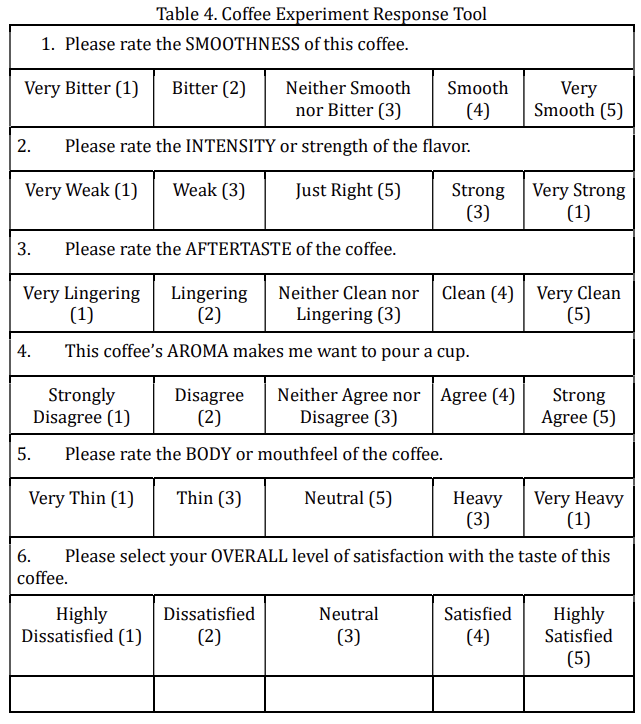 Table 4. Coffee Experiment Response Tool
1. Please rate the SMOOTHNESS of this coffee.
Very Bitter (1) Bitter (2) Neither Smooth nor Bitter (3) Smooth (4) Very Smooth (5)
2. Please rate the INTENSITY or strength of the flavor.
Very Weak (1) Weak (3) Just Right (5) Strong (3) Very Strong (1)
3. Please rate the AFTERTASTE of the coffee.
Very Lingering (1) Lingering (2) Neither Clean nor Lingering (3) Clean (4) Very Clean (5)
4. This coffee’s AROMA makes me want to pour a cup.
Strongly Disagree (1) Disagree (2) Neither Agree nor Disagree (3) Agree (4) Strong Agree (5)
5. Please rate the BODY or mouthfeel of the coffee.
Very Thin (1) Thin (3) Neutral (5) Heavy (3) Very Heavy (1)
6. Please select your OVERALL level of satisfaction with the taste of this
coffee.
Highly Dissatisfied (1) Dissatisfied (2) Neutral (3) Satisfied (4) Highly Satisfied (5)